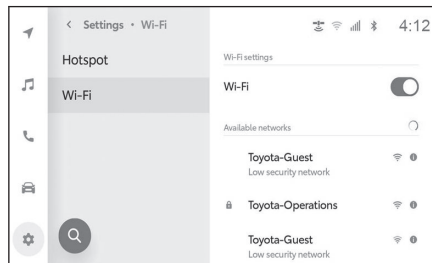 < Settings • Wi-Fi
4:12
Hotspot
Wi-Fi
Wi-Fi settings
Wi-Fi
Available networks
Toyota-Guest
Low security network
Toyota-Operations
Toyota-Guest
Low security network